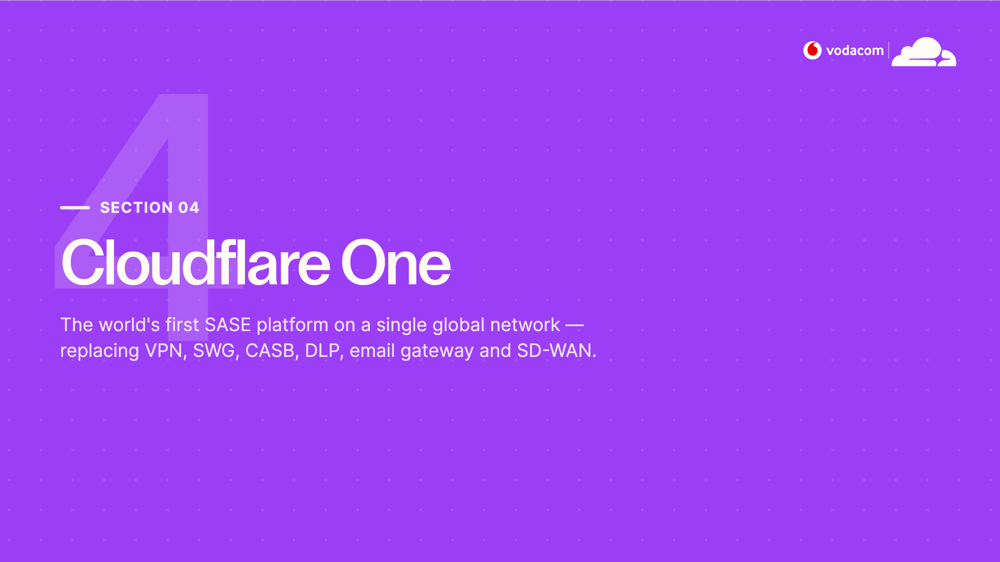 vodacom
4
SECTION 04
Cloudflare One
The world's first SASE platform on a single global network —
replacing VPN, SWG, CASB, DLP, email gateway and SD-WAN.